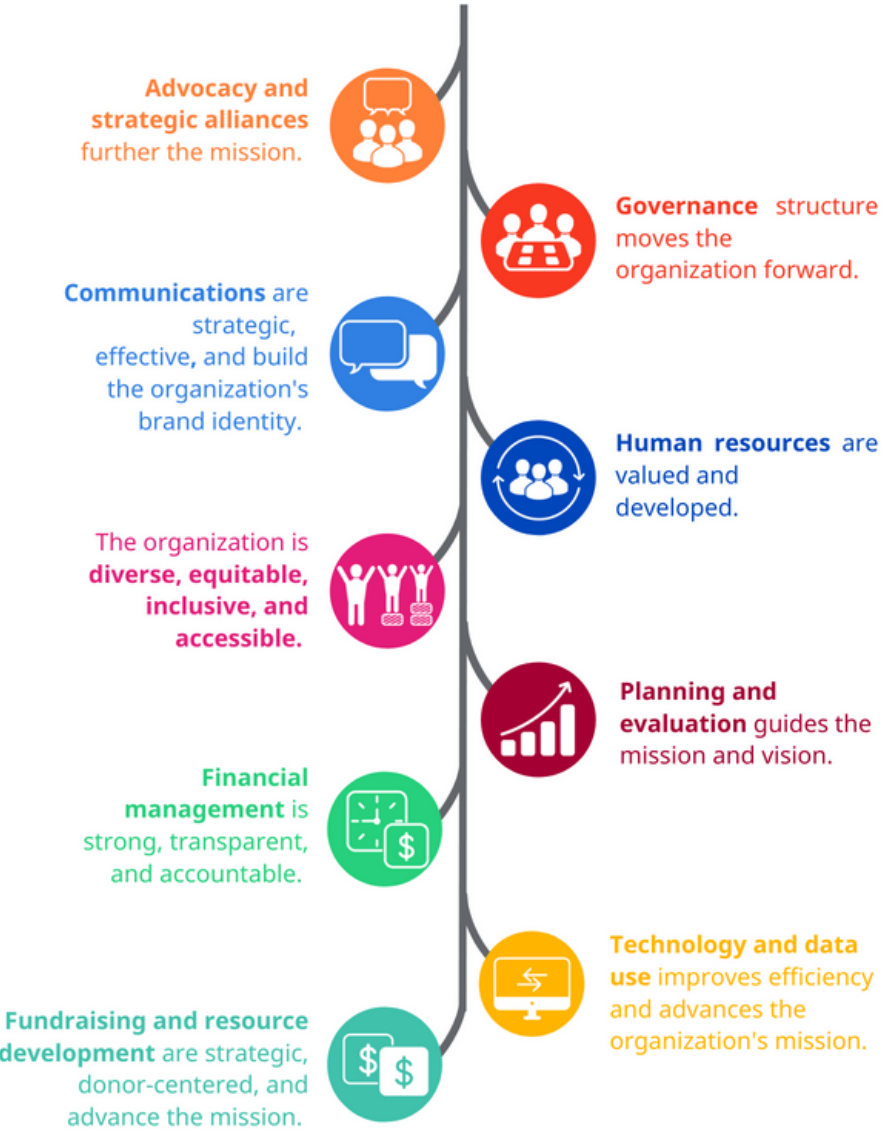 Advocacy and
strategic alliances
further the mission.
Governance structure
moves the
organization forward.
Communications are
strategic,
effective, and build
the organization's
brand identity.
Human resources are
valued and
developed.
The organization is
diverse, equitable,
inclusive, and
accessible.
Planning and
evaluation guides the
mission and vision.
Financial
management is
strong, transparent,
and accountable.
$
Technology and data
use improves efficiency
and advances the
organization's mission.
Fundraising and resource
development are strategic,
donor-centered, and
advance the mission.
$ $